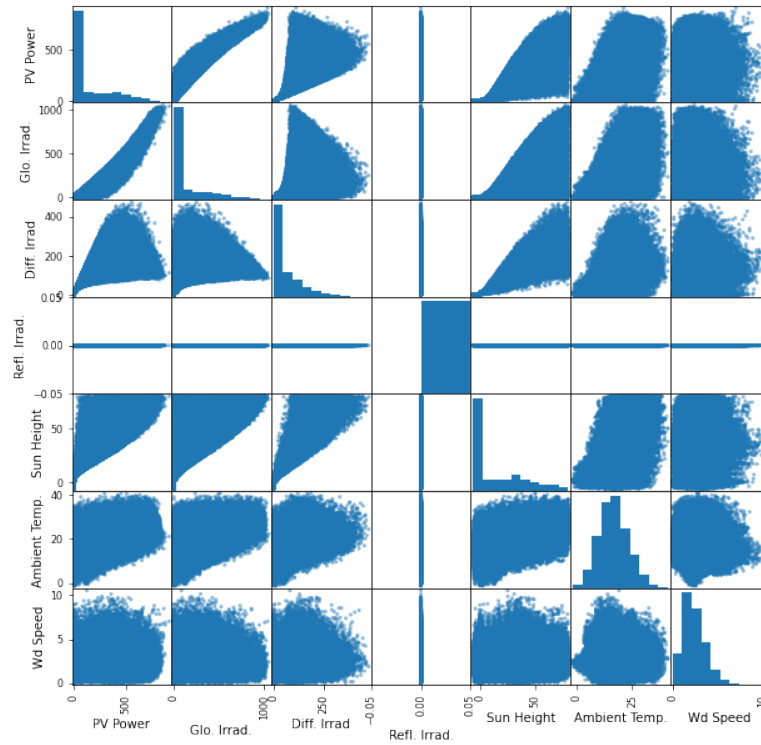 PV Power
500
0
Glo. Irrad.
1000
500
0
Diff. Irrad
400
200
0
Refl. Irrad.
0.05
0.00
−0.05
Sun Height
50
0
Ambient Temp.
40
20
0
Wd Speed
10
5
0
0
500
0
1000
0
250
−0.05
0.00
0.05
0
50
0
25
0
10
PV Power
Glo. Irrad.
Diff. Irrad
Refl. Irrad.
Sun Height
Ambient Temp.
Wd Speed